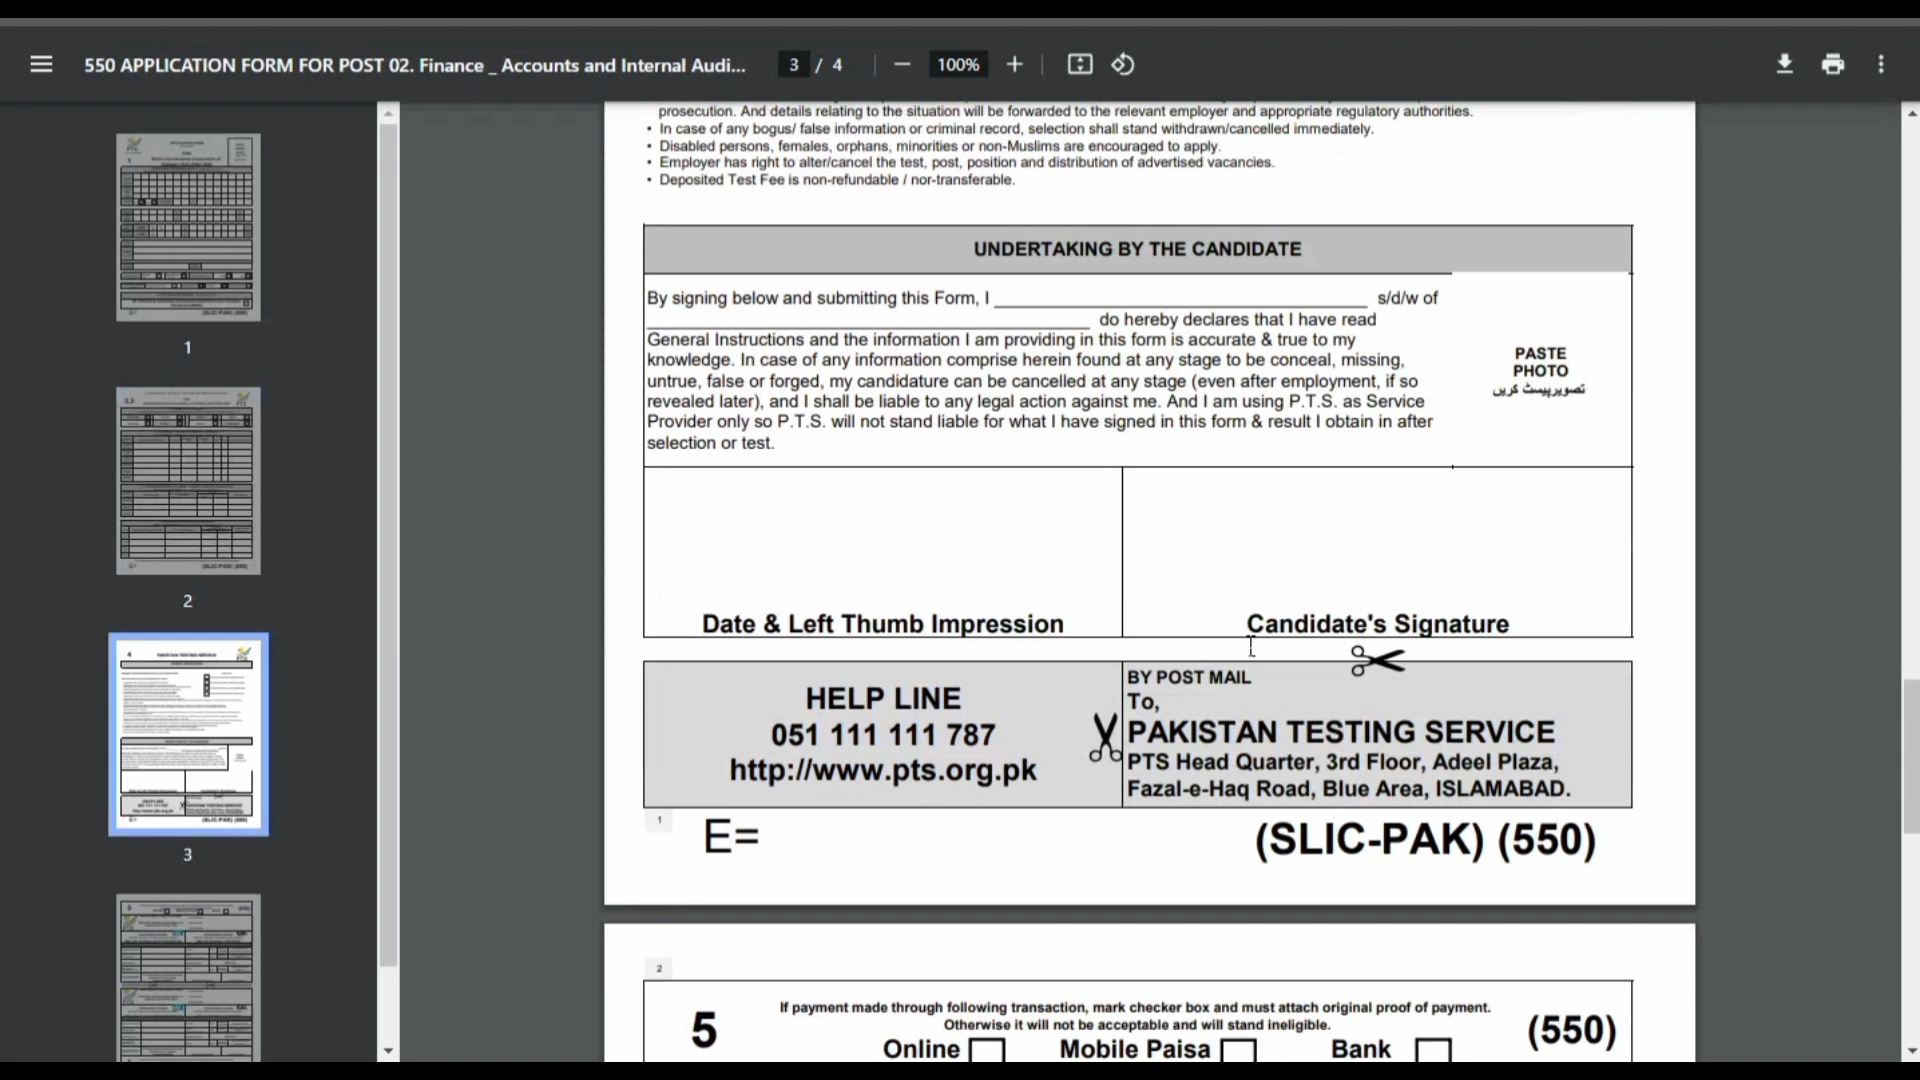 550 APPLICATION FORM FOR POST 02. Finance _ Accounts and Internal Audi...
3 / 4
100%
prosecution. And details relating to the situation will be forwarded to the relevant employer and appropriate regulatory authorities.
• In case of any bogus/ false information or criminal record, selection shall stand withdrawn/cancelled immediately.
• Disabled persons, females, orphans, minorities or non-Muslims are encouraged to apply.
• Employer has right to alter/cancel the test, post, position and distribution of advertised vacancies.
• Deposited Test Fee is non-refundable / nor-transferable.
UNDERTAKING BY THE CANDIDATE
By signing below and submitting this Form, I ____________________ s/d/w of
____________________ do hereby declares that I have read
General Instructions and the information I am providing in this form is accurate & true to my
knowledge. In case of any information comprise herein found at any stage to be conceal, missing,
untrue, false or forged, my candidature can be cancelled at any stage (even after employment, if so
revealed later), and I shall be liable to any legal action against me. And I am using P.T.S. as Service
Provider only so P.T.S. will not stand liable for what I have signed in this form & result I obtain in after
selection or test.
PASTE
PHOTO
تصویرپیسٹ کریں
Date & Left Thumb Impression
Candidate's Signature
HELP LINE
051 111 111 787
http://www.pts.org.pk
BY POST MAIL
To,
PAKISTAN TESTING SERVICE
PTS Head Quarter, 3rd Floor, Adeel Plaza,
Fazal-e-Haq Road, Blue Area, ISLAMABAD.
1
E=
(SLIC-PAK) (550)
2
5
If payment made through following transaction, mark checker box and must attach original proof of payment.
Otherwise it will not be acceptable and will stand ineligible.
(550)
Online
Mobile Paisa
Bank
1
2
3